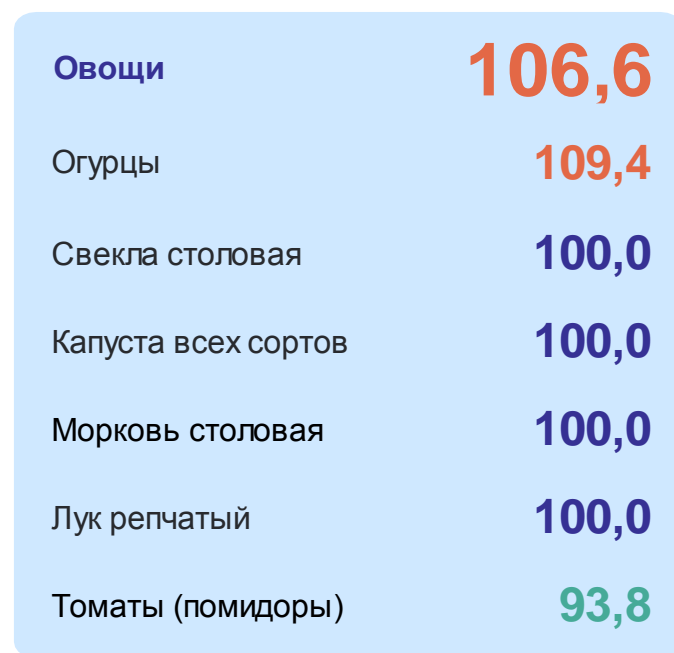 Овощи 106,6
Огурцы 109,4
Свекла столовая 100,0
Капуста всех сортов 100,0
Морковь столовая 100,0
Лук репчатый 100,0
Томаты (помидоры) 93,8